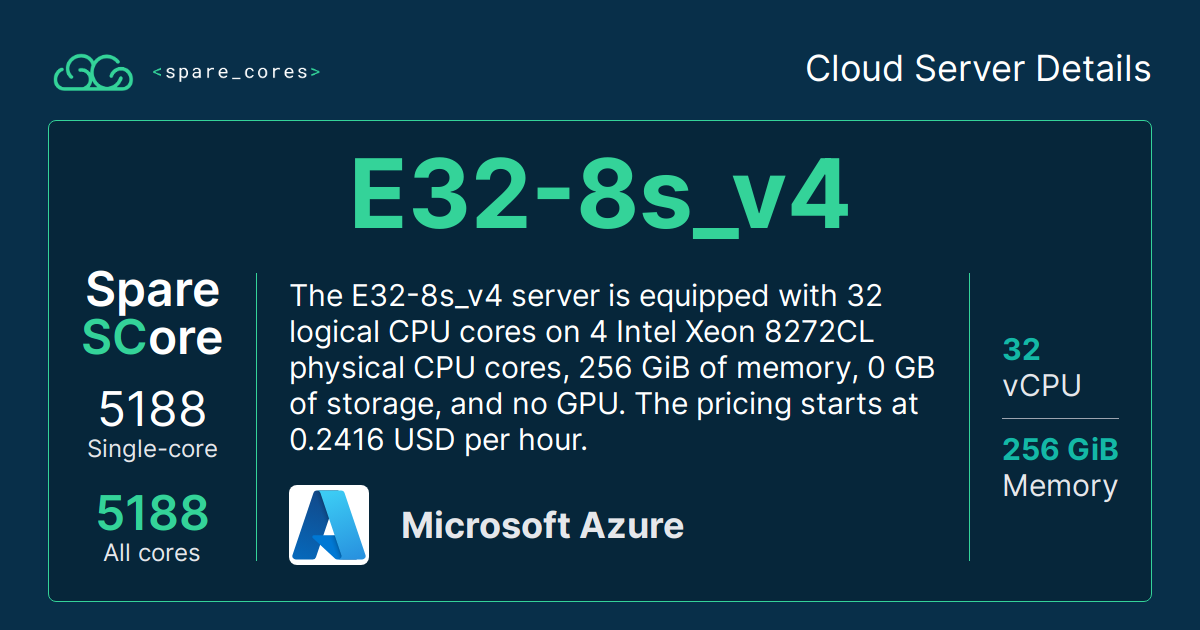 <spare_cores>
Cloud Server Details
E32-8s_v4
Spare
SCore
5188
Single-core
5188
All cores
The E32-8s_v4 server is equipped with 32
logical CPU cores on 4 Intel Xeon 8272CL
physical CPU cores, 256 GiB of memory, 0 GB
of storage, and no GPU. The pricing starts at
0.2416 USD per hour.
Microsoft Azure
32
vCPU
256 GiB
Memory